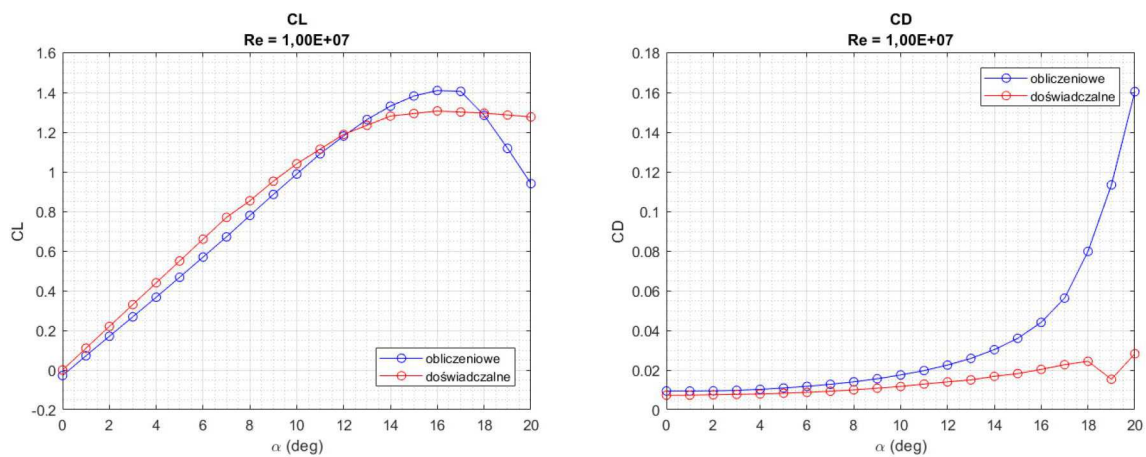 CL
Re = 1,00E+07
1.6
1.4
1.2
1.0
0.8
0.6
0.4
0.2
0
-0.2
CL
0 2 4 6 8 10 12 14 16 18 20
α (deg)
obliczeniowe
doświadczalne
CD
Re = 1,00E+07
0.18
0.16
0.14
0.12
0.1
0.08
0.06
0.04
0.02
0
CD
0 2 4 6 8 10 12 14 16 18 20
α (deg)
obliczeniowe
doświadczalne